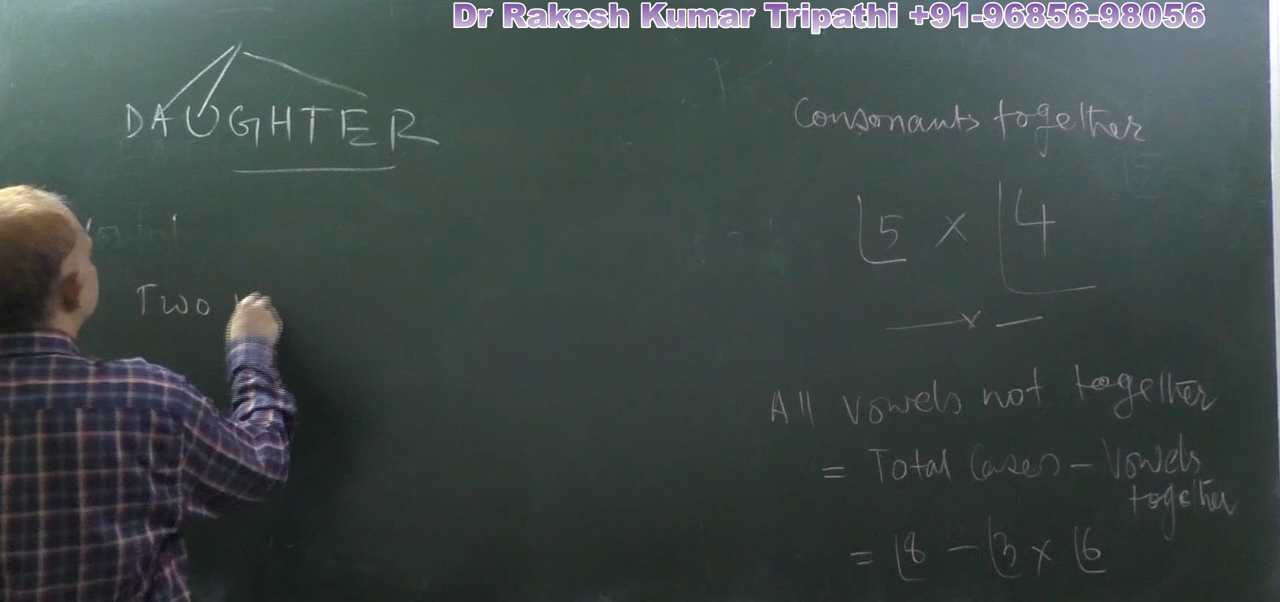 Dr Rakesh Kumar Tripathi +91-96856-98056
DAUGHTER
Two
Consonants together
⌊5 × ⌊4
All vowels not together
= Total Cases – Vowels
together
= ⌊8 – ⌊3 × ⌊6